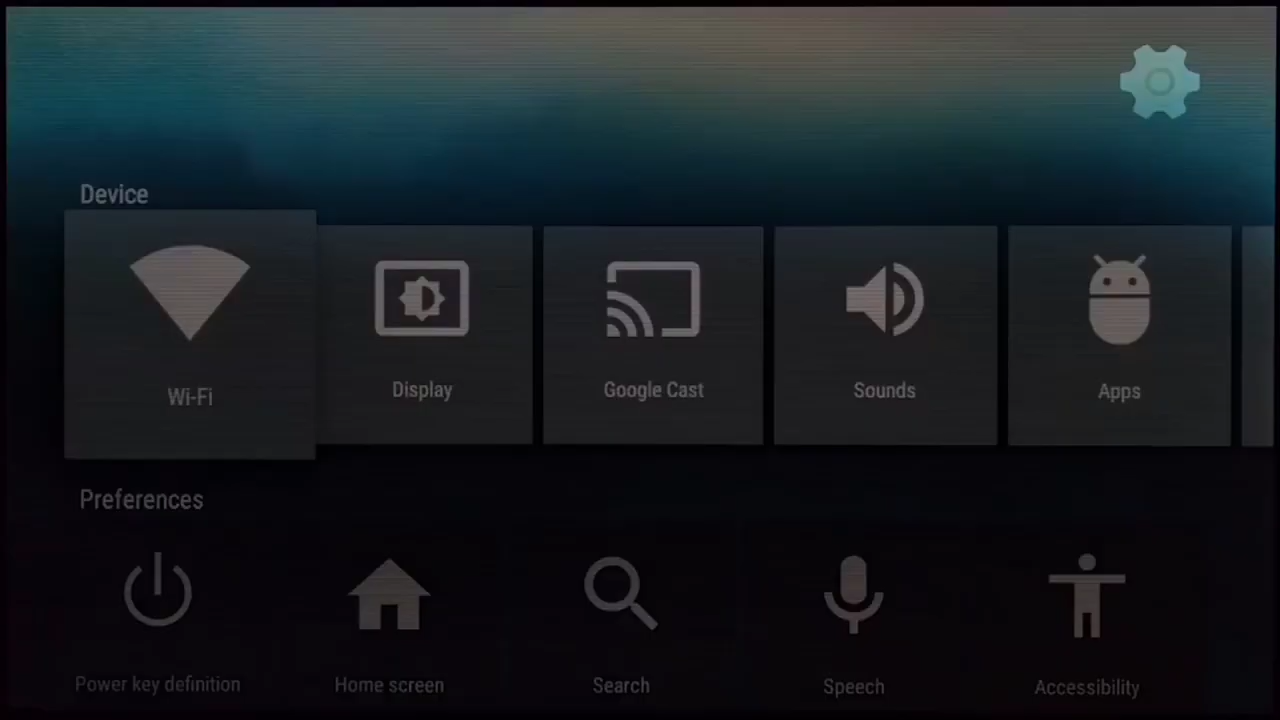 Device
Wi-Fi
Display
Google Cast
Sounds
Apps
Preferences
Power key definition
Home screen
Search
Speech
Accessibility